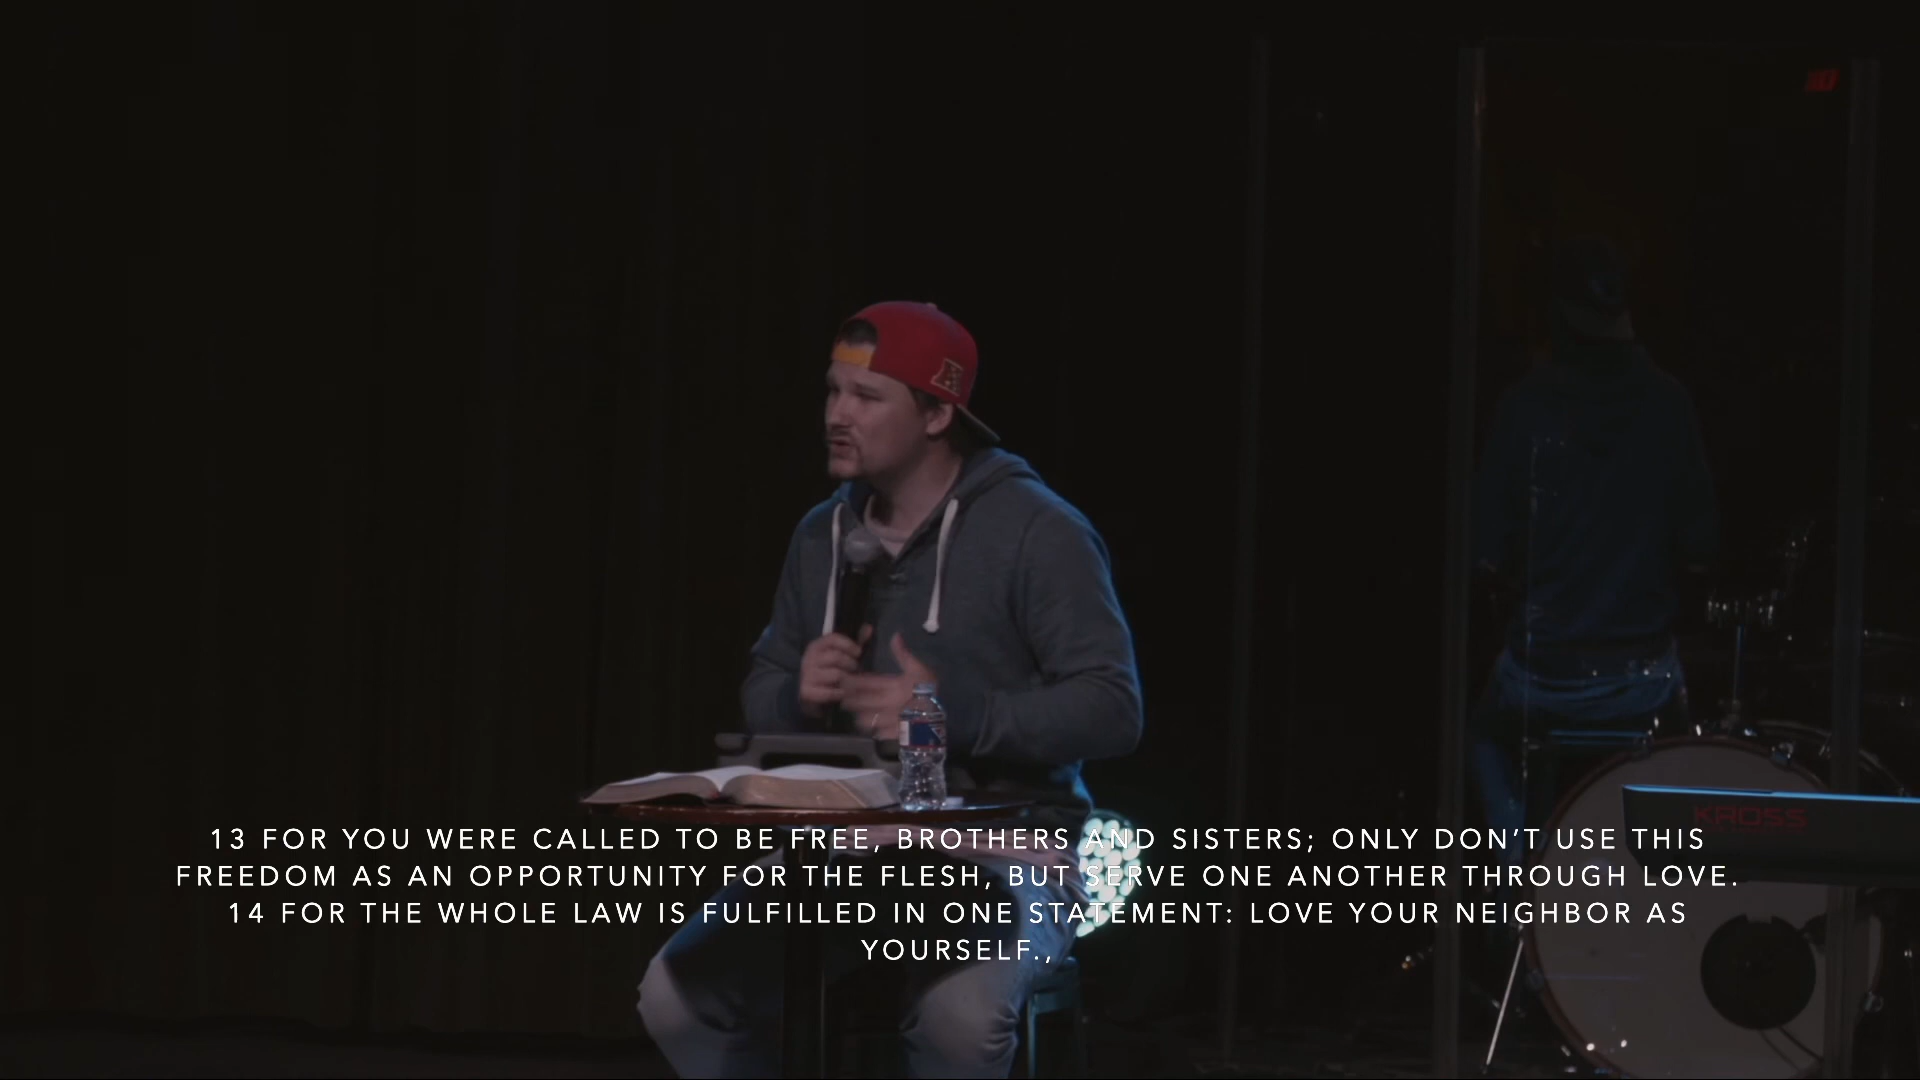 KROSS
13 FOR YOU WERE CALLED TO BE FREE, BROTHERS AND SISTERS; ONLY DON’T USE THIS
FREEDOM AS AN OPPORTUNITY FOR THE FLESH, BUT SERVE ONE ANOTHER THROUGH LOVE.
14 FOR THE WHOLE LAW IS FULFILLED IN ONE STATEMENT: LOVE YOUR NEIGHBOR AS
YOURSELF.,